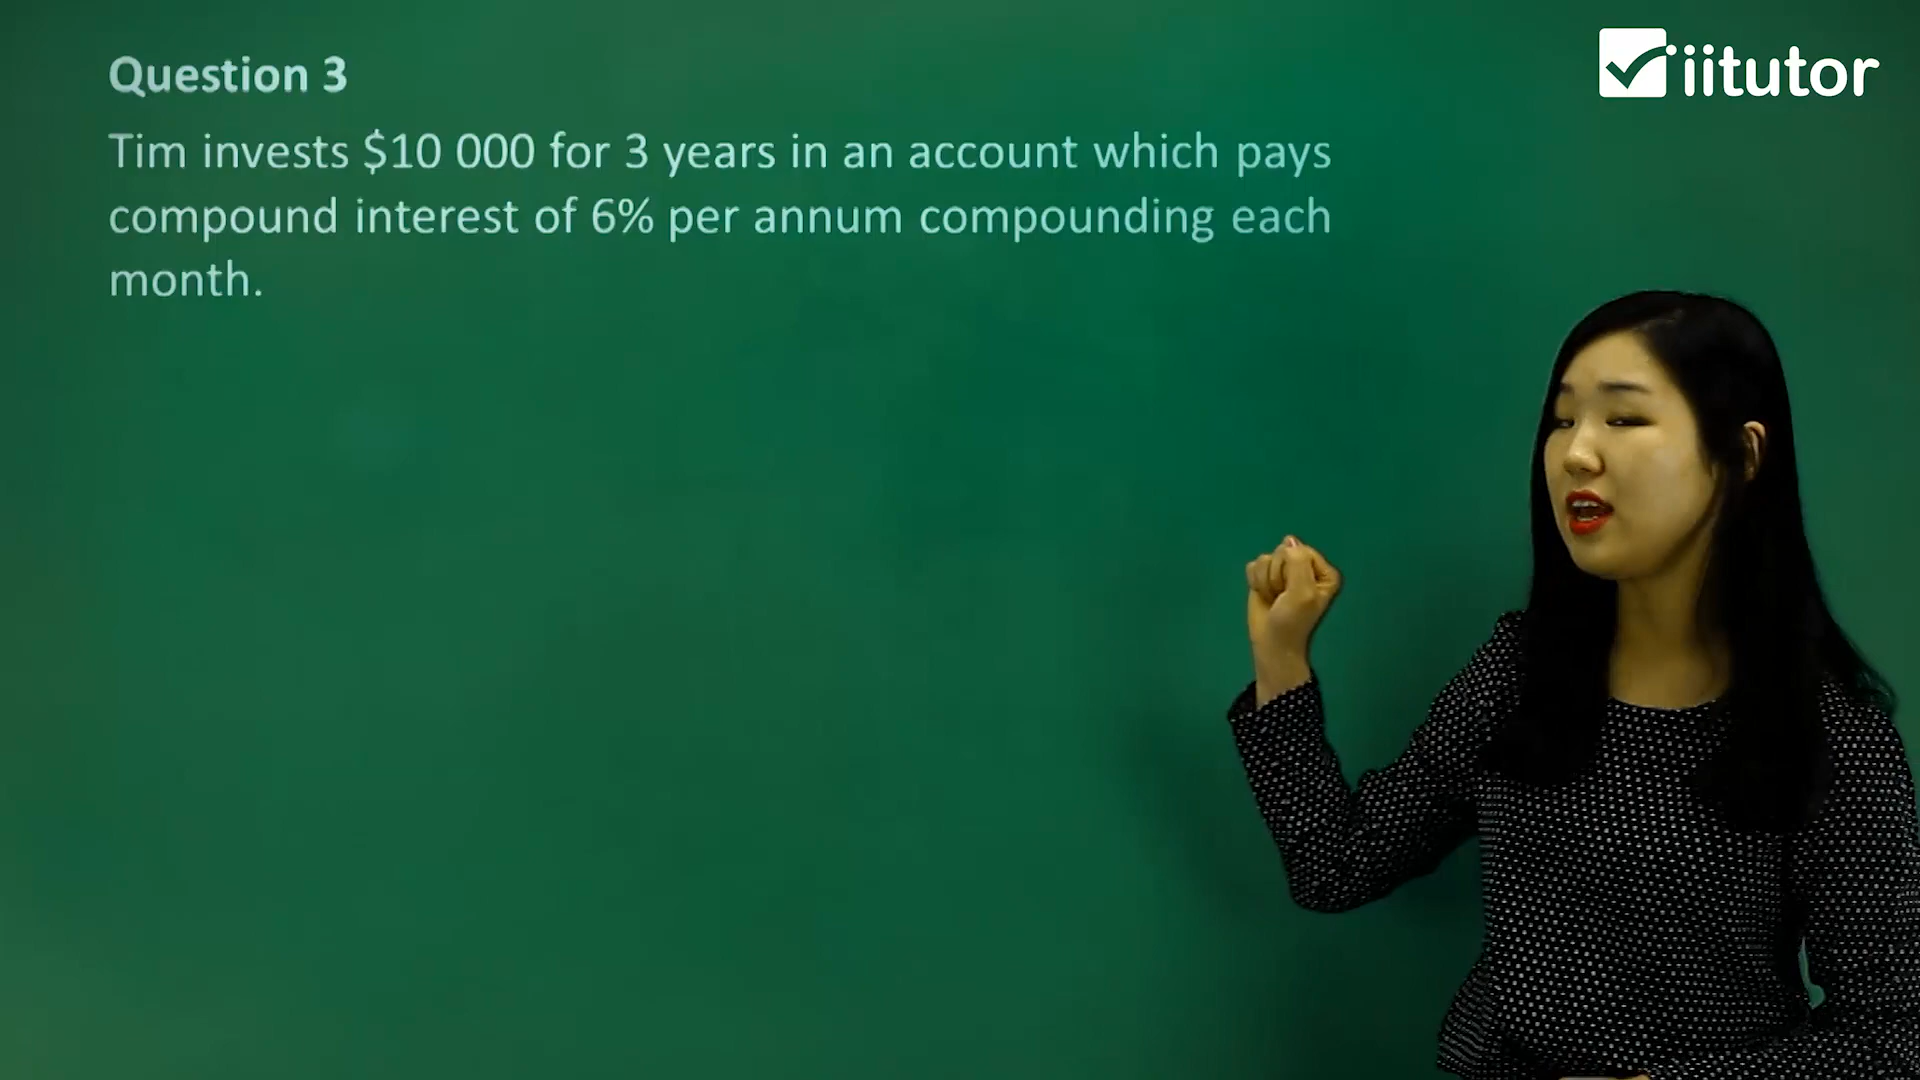 iitutor
Question 3
Tim invests $10 000 for 3 years in an account which pays
compound interest of 6% per annum compounding each
month.